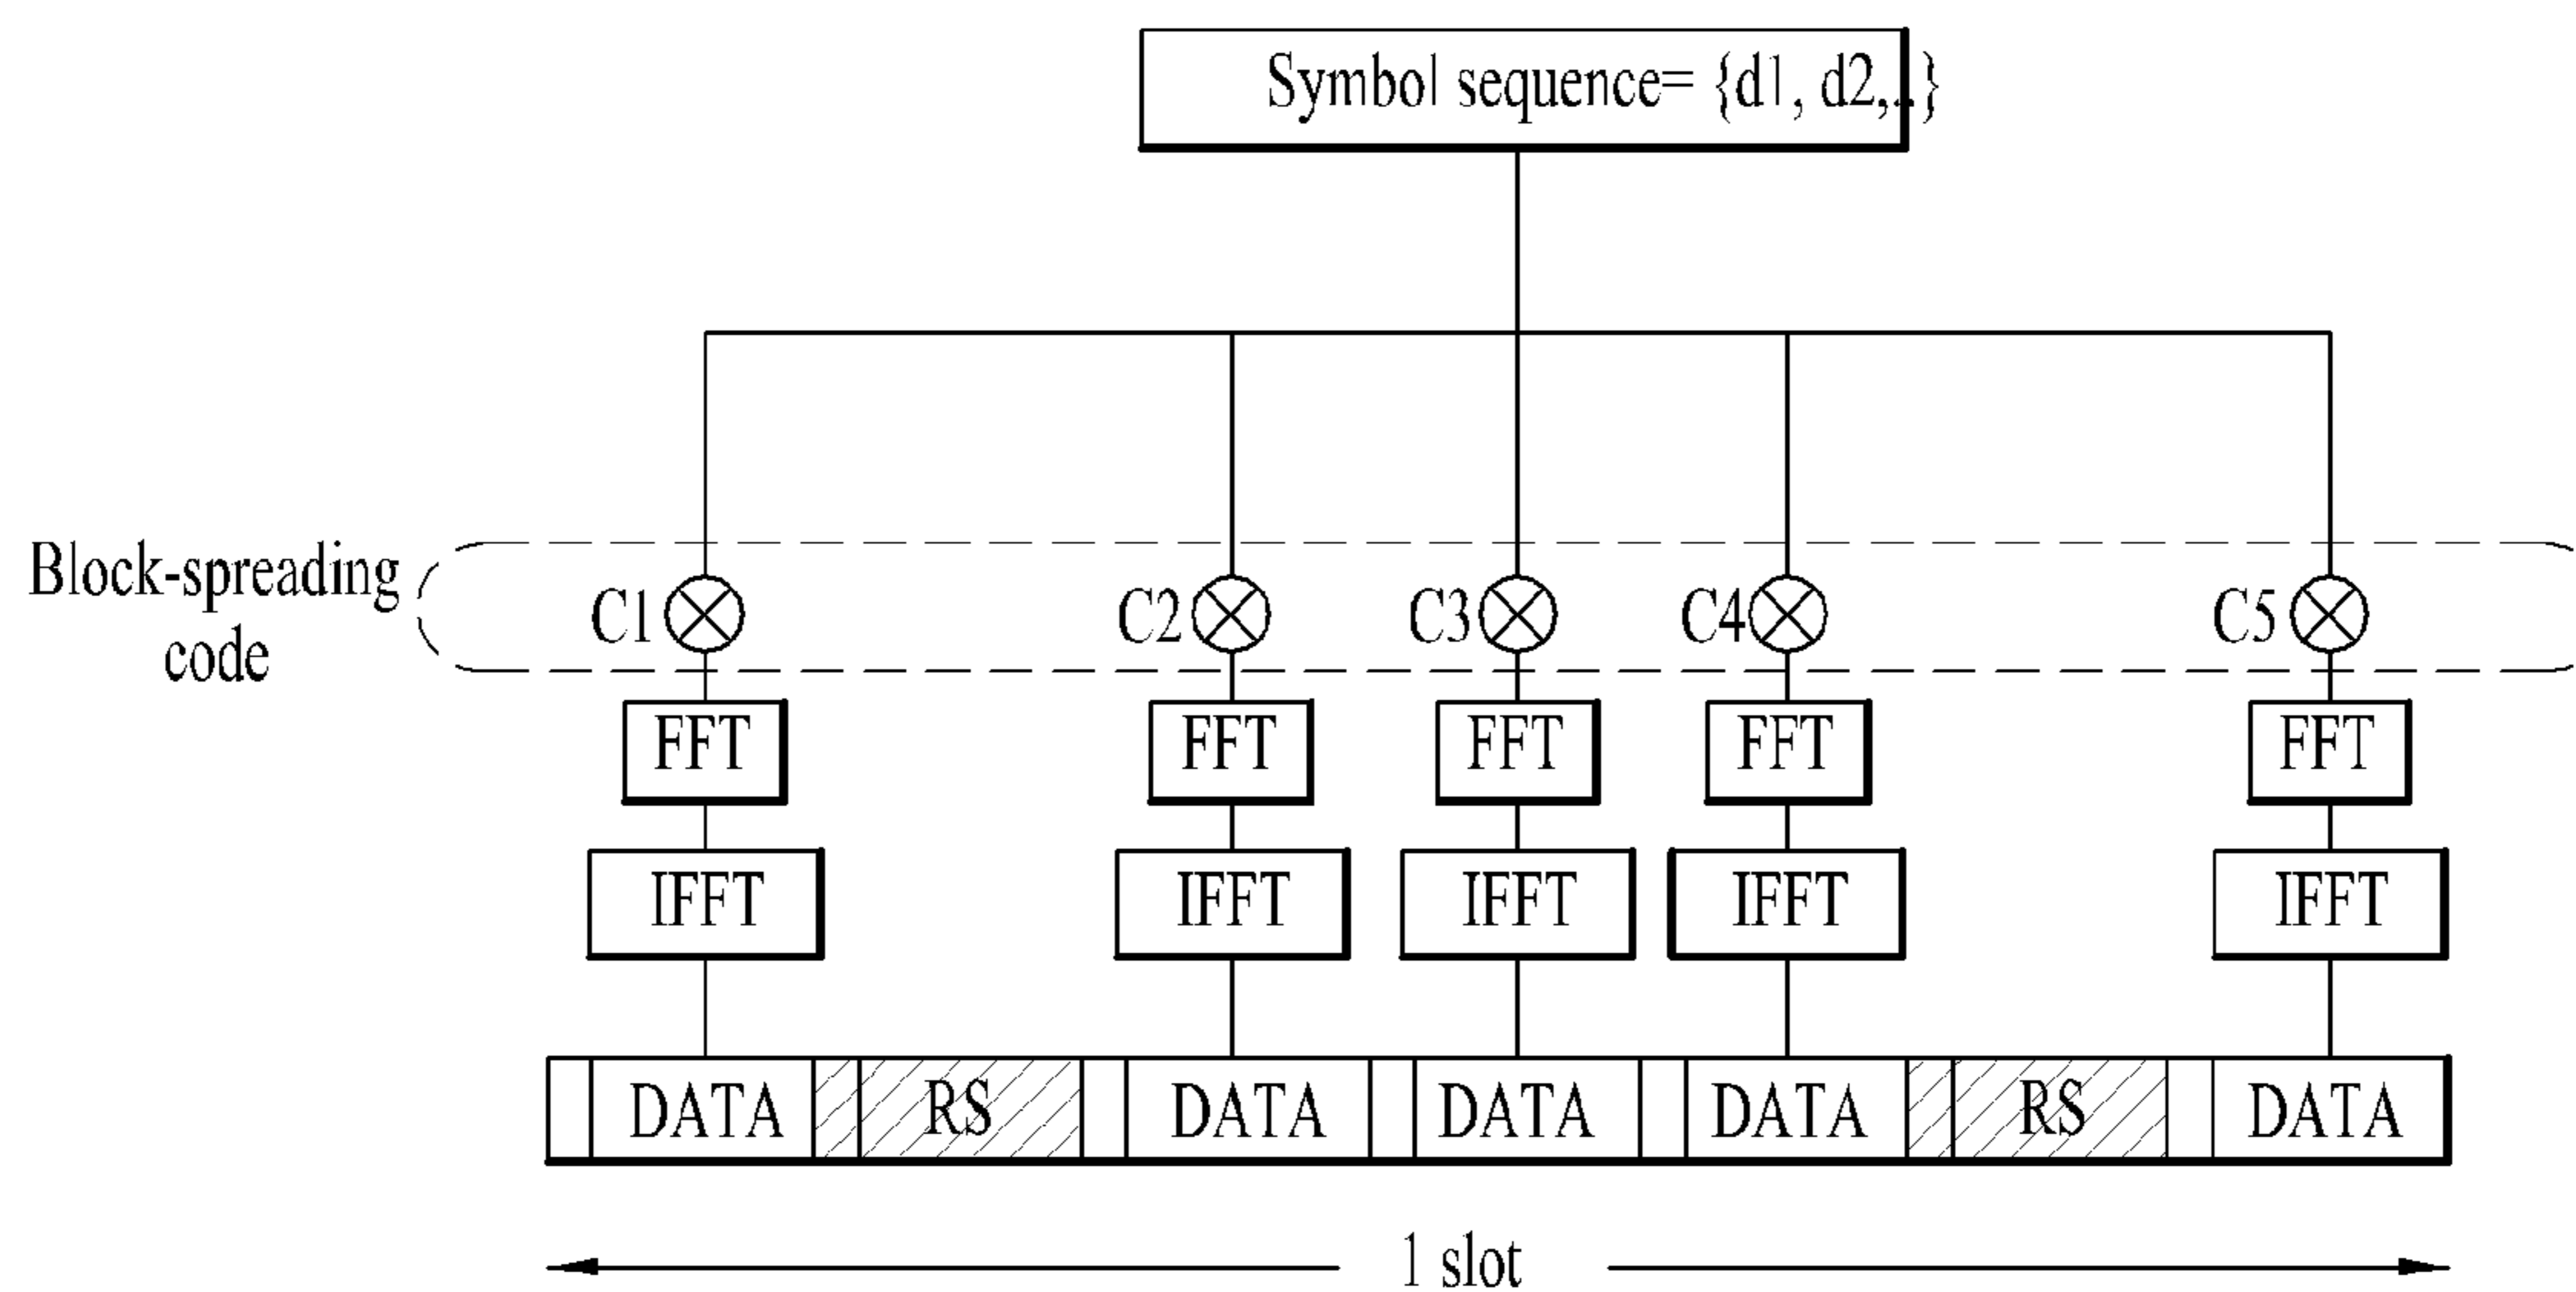 Symbol sequence= {d1, d2,..}
Block-spreading
code
C1 C2 C3 C4 C5
FFT FFT FFT FFT FFT
IFFT IFFT IFFT IFFT IFFT
DATA RS DATA DATA DATA RS DATA
1 slot